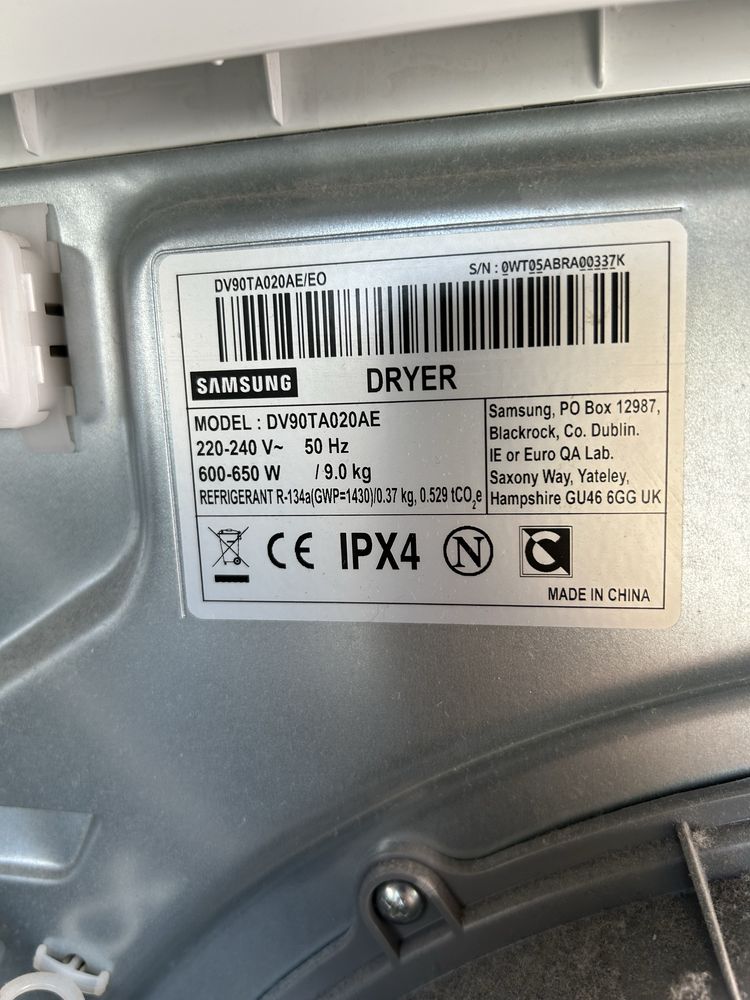 DV90TA020AE/EO
S/N : 0WT05ABRA00337K
SAMSUNG
DRYER
MODEL : DV90TA020AE
220-240 V~ 50 Hz
600-650 W / 9.0 kg
REFRIGERANT R-134a(GWP=1430)/0.37 kg, 0.529 tCO₂e
Samsung, PO Box 12987,
Blackrock, Co. Dublin.
IE or Euro QA Lab.
Saxony Way, Yateley,
Hampshire GU46 6GG UK
CE IPX4 N
MADE IN CHINA